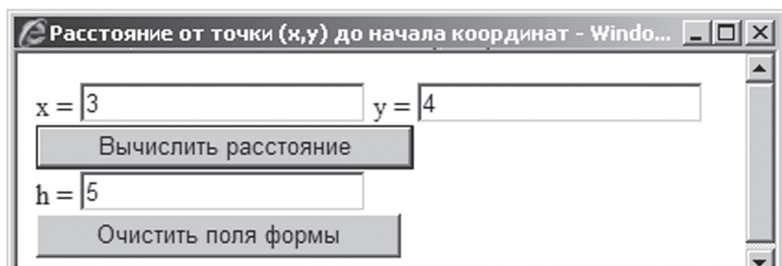 Расстояние от точки (x,y) до начала координат - Windo...
x = 3 y = 4
Вычислить расстояние
h = 5
Очистить поля формы